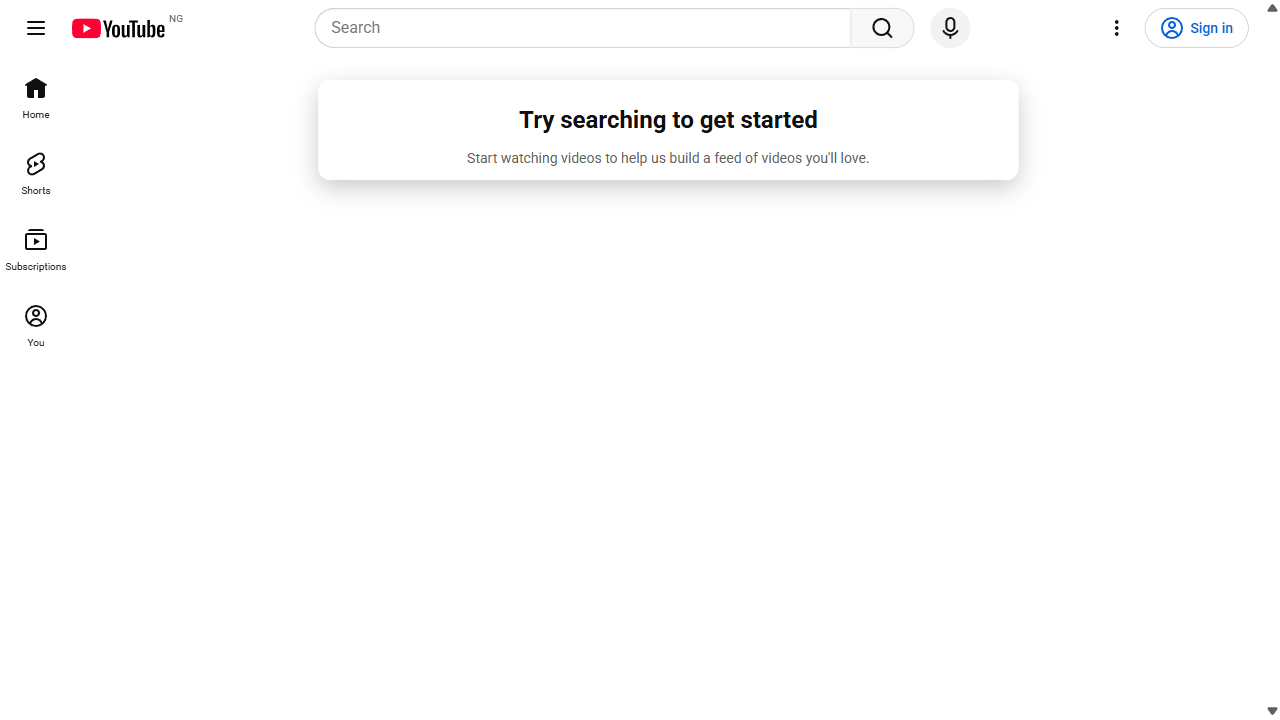 YouTube NG
Search
Sign in
Home
Shorts
Subscriptions
You
Try searching to get started
Start watching videos to help us build a feed of videos you'll love.